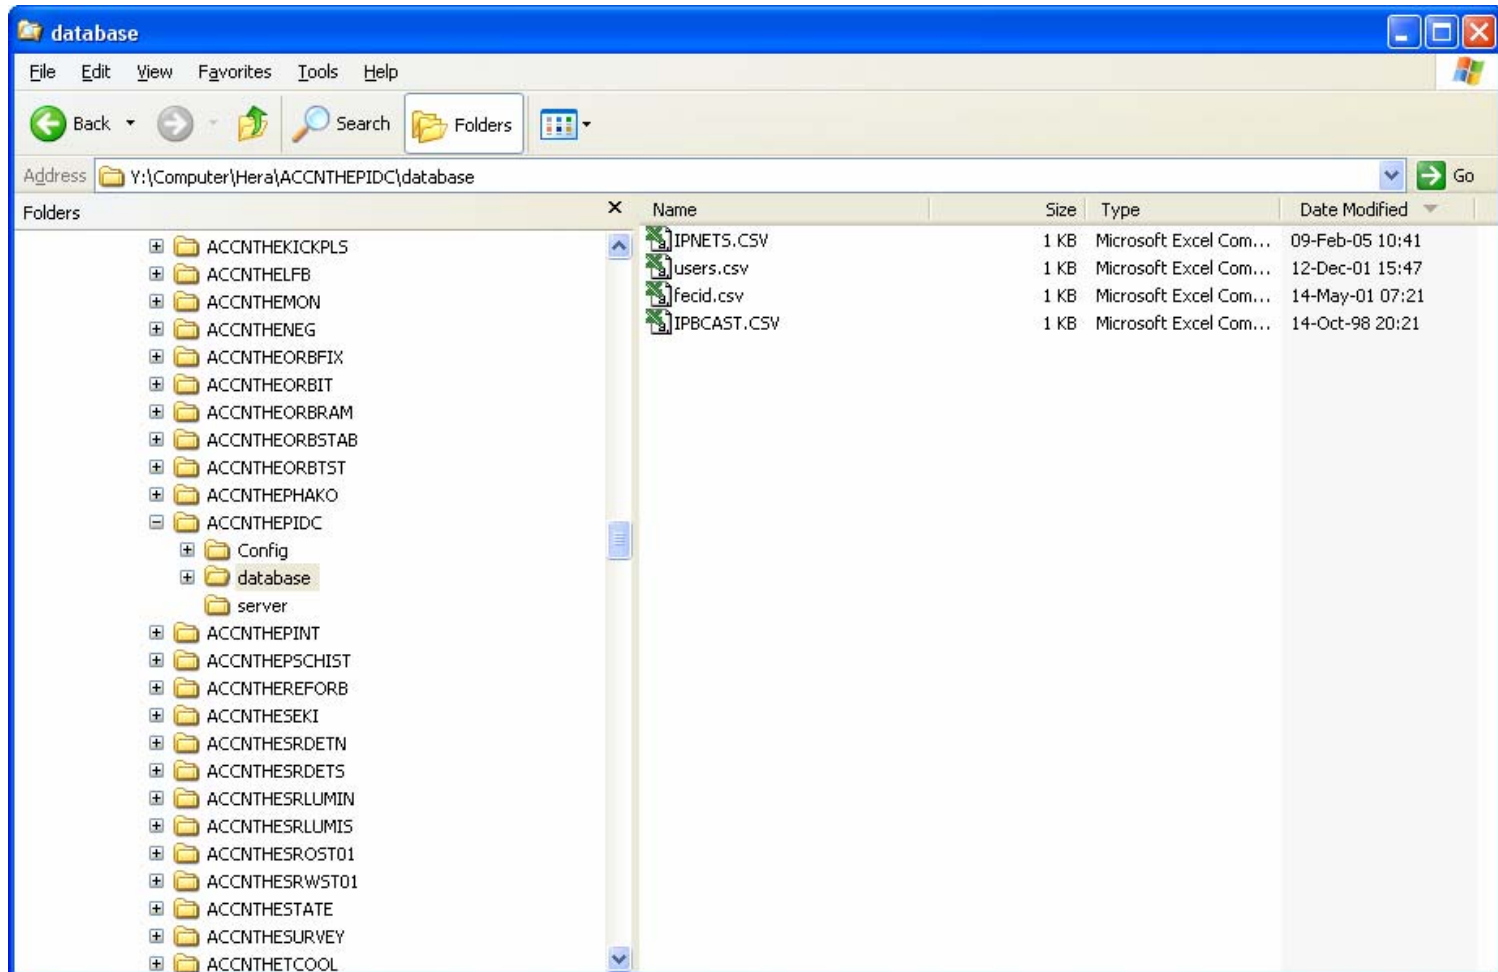 database
File Edit View Favorites Tools Help
Back Search Folders
Address Y:\Computer\Hera\ACCNTHEPIDC\database Go
Folders
ACCNTHEKICKPLS
ACCNTHELFB
ACCNTHEMON
ACCNTHENEG
ACCNTHEORBFIX
ACCNTHEORBIT
ACCNTHEORBRAM
ACCNTHEORBSTAB
ACCNTHEORBTST
ACCNTHEPHAKO
ACCNTHEPIDC
Config
database
server
ACCNTHEPINT
ACCNTHEPSCHIST
ACCNTHEREFORB
ACCNTHESEKI
ACCNTHESRDETN
ACCNTHESRDETS
ACCNTHESRLUMIN
ACCNTHESRLUMIS
ACCNTHESROST01
ACCNTHESRWST01
ACCNTHESTATE
ACCNTHESURVEY
ACCNTHETCOOL
Name Size Type Date Modified
IPNETS.CSV 1 KB Microsoft Excel Com... 09-Feb-05 10:41
users.csv 1 KB Microsoft Excel Com... 12-Dec-01 15:47
fecid.csv 1 KB Microsoft Excel Com... 14-May-01 07:21
IPBCAST.CSV 1 KB Microsoft Excel Com... 14-Oct-98 20:21